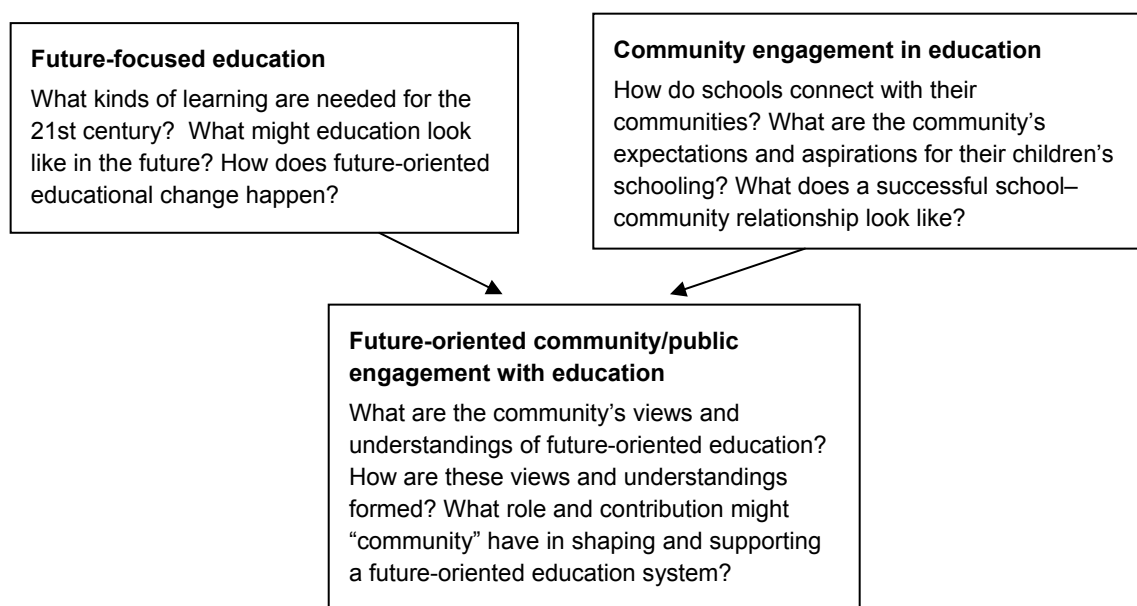 Future-focused education
What kinds of learning are needed for the
21st century?  What might education look
like in the future? How does future-oriented
educational change happen?
Community engagement in education
How do schools connect with their
communities? What are the community’s
expectations and aspirations for their children’s
schooling? What does a successful school–
community relationship look like?
Future-oriented community/public
engagement with education
What are the community’s views and
understandings of future-oriented education?
How are these views and understandings
formed? What role and contribution might
“community” have in shaping and supporting
a future-oriented education system?